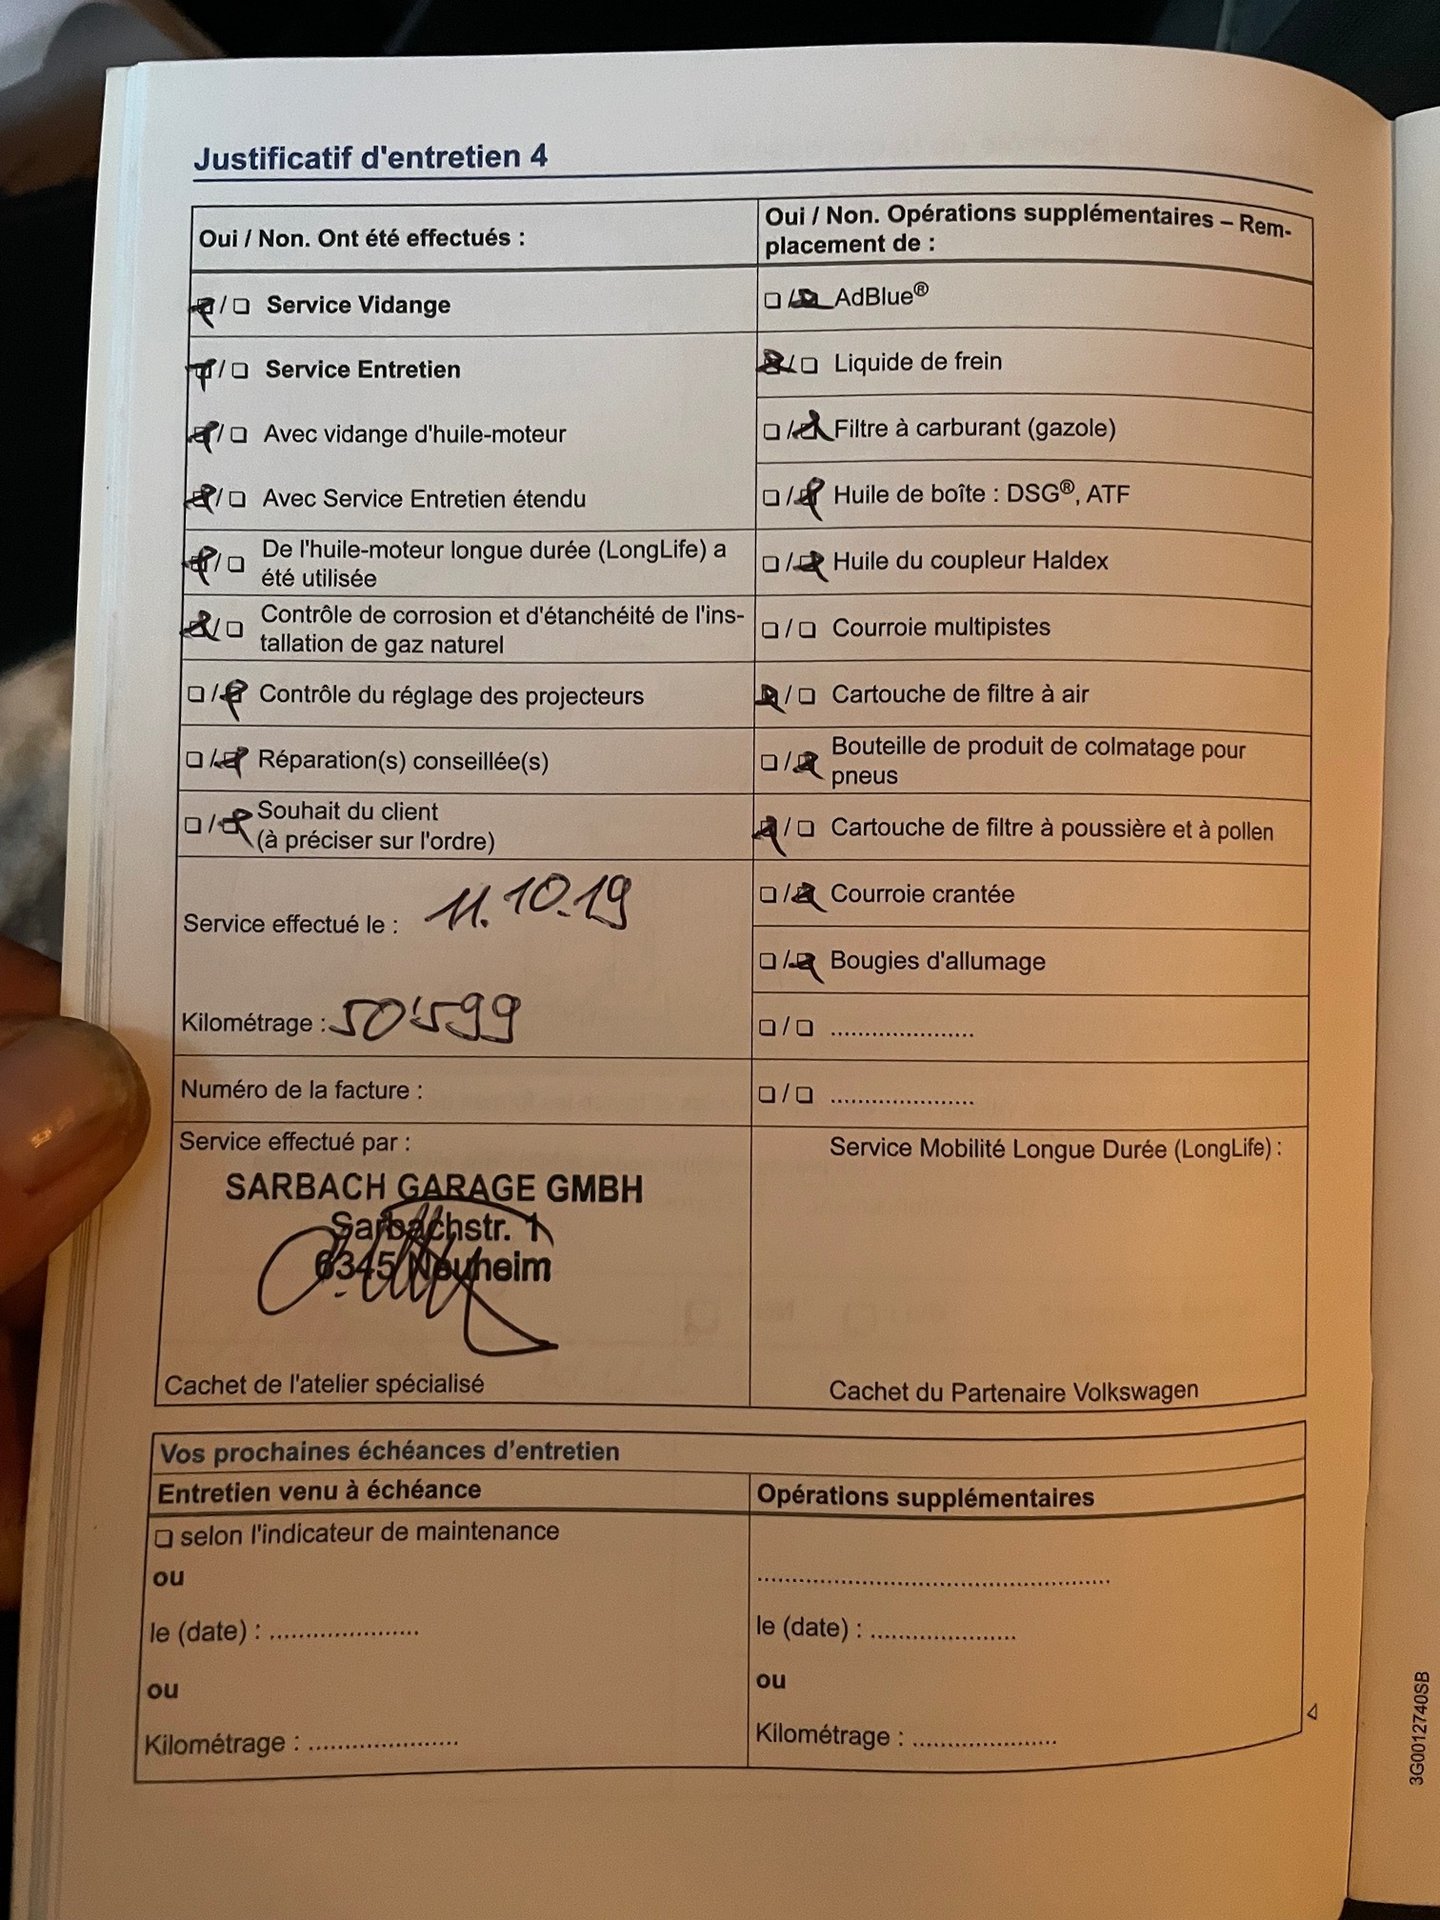 Justificatif d'entretien 4
Oui / Non. Ont été effectués :
☒/❏ Service Vidange
☒/❏ Service Entretien
☒/❏ Avec vidange d'huile-moteur
☒/❏ Avec Service Entretien étendu
☒/❏ De l'huile-moteur longue durée (LongLife) a
été utilisée
☒/❏ Contrôle de corrosion et d'étanchéité de l'ins-
tallation de gaz naturel
❏/☒ Contrôle du réglage des projecteurs
❏/☒ Réparation(s) conseillée(s)
❏/☒ Souhait du client
(à préciser sur l'ordre)
Service effectué le : 11.10.19
Kilométrage : 50'599
Numéro de la facture :
Service effectué par :
SARBACH GARAGE GMBH
Sarbachstr. 1
6345 Neuheim
Cachet de l'atelier spécialisé
Oui / Non. Opérations supplémentaires – Rem-
placement de :
❏/☒ AdBlue®
☒/❏ Liquide de frein
❏/☒ Filtre à carburant (gazole)
❏/☒ Huile de boîte : DSG®, ATF
❏/☒ Huile du coupleur Haldex
❏/❏ Courroie multipistes
☒/❏ Cartouche de filtre à air
❏/☒ Bouteille de produit de colmatage pour
pneus
☒/❏ Cartouche de filtre à poussière et à pollen
❏/☒ Courroie crantée
❏/☒ Bougies d'allumage
❏/❏ ....................
❏/❏ ....................
Service Mobilité Longue Durée (LongLife) :
Cachet du Partenaire Volkswagen
Vos prochaines échéances d'entretien
Entretien venu à échéance
❏ selon l'indicateur de maintenance
ou
le (date) : .....................
ou
Kilométrage : .....................
Opérations supplémentaires
..................................................
le (date) : .....................
ou
Kilométrage : .....................
3G0012740SB